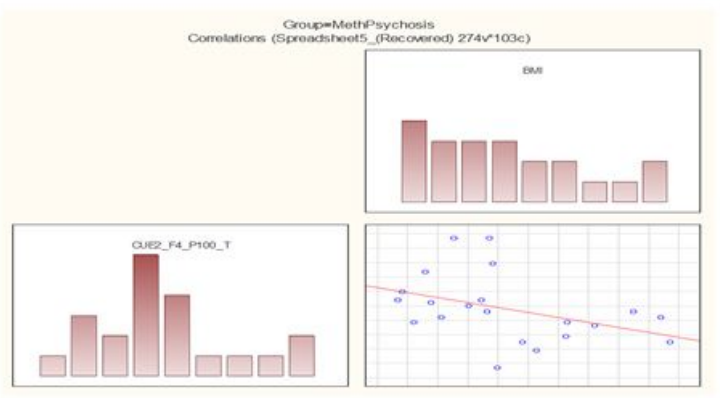 Group=MethPsychosis
Correlations (Spreadsheet5_(Recovered) 274v*103c)
BMI
CUE2_F4_P100_T